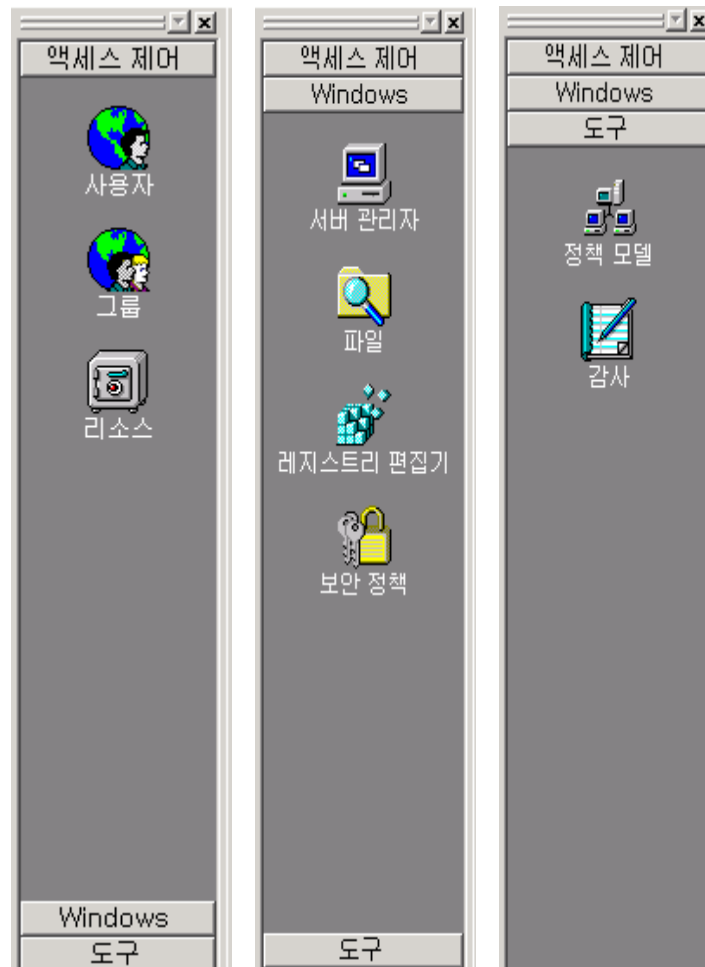 액세스 제어
사용자
그룹
리소스
Windows
도구
액세스 제어
Windows
서버 관리자
파일
레지스트리 편집기
보안 정책
도구
액세스 제어
Windows
도구
정책 모델
감사